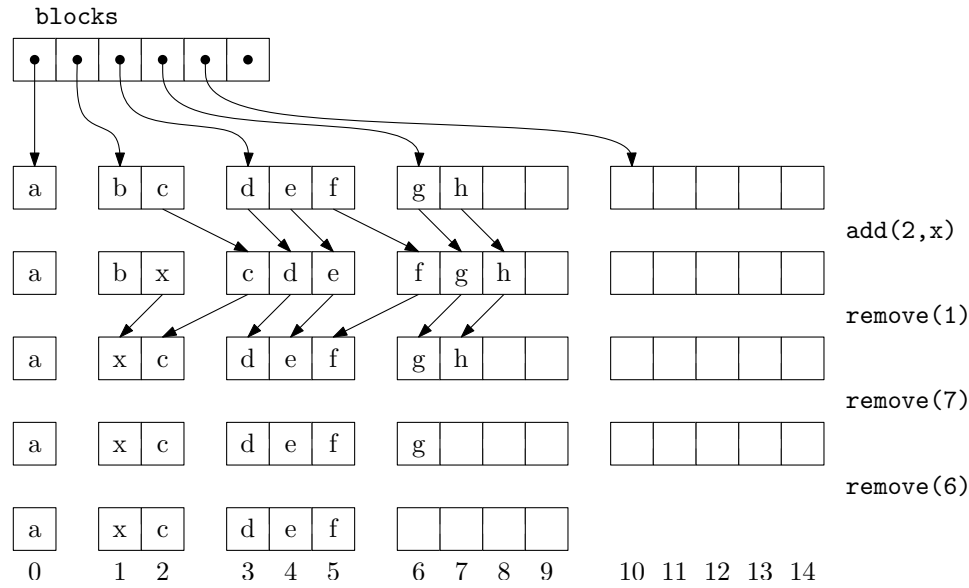 blocks
a b c d e f g h
add(2,x)
a b x c d e f g h
remove(1)
a x c d e f g h
remove(7)
a x c d e f g
remove(6)
a x c d e f
0 1 2 3 4 5 6 7 8 9 10 11 12 13 14